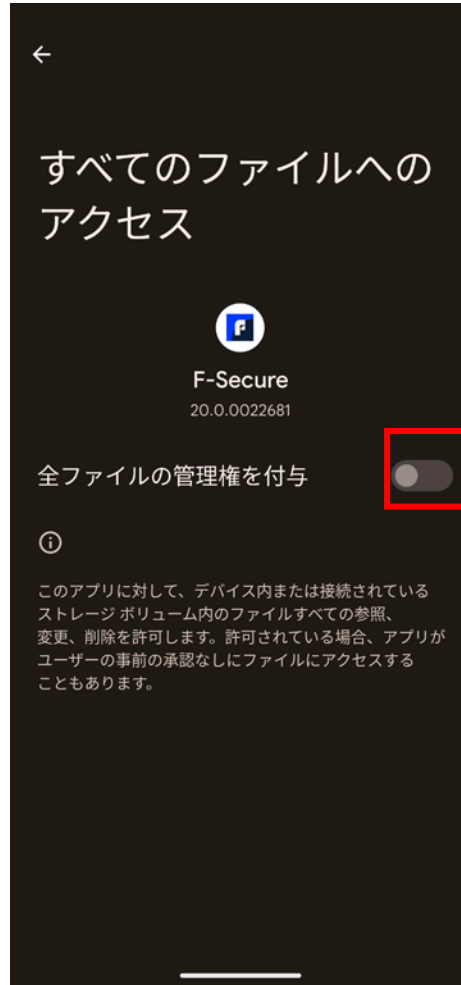 すべてのファイルへの
アクセス
F-Secure
20.0.0022681
全ファイルの管理権を付与
このアプリに対して、デバイス内または接続されている
ストレージ ボリューム内のファイルすべての参照、
変更、削除を許可します。許可されている場合、アプリが
ユーザーの事前の承認なしにファイルにアクセスする
こともあります。